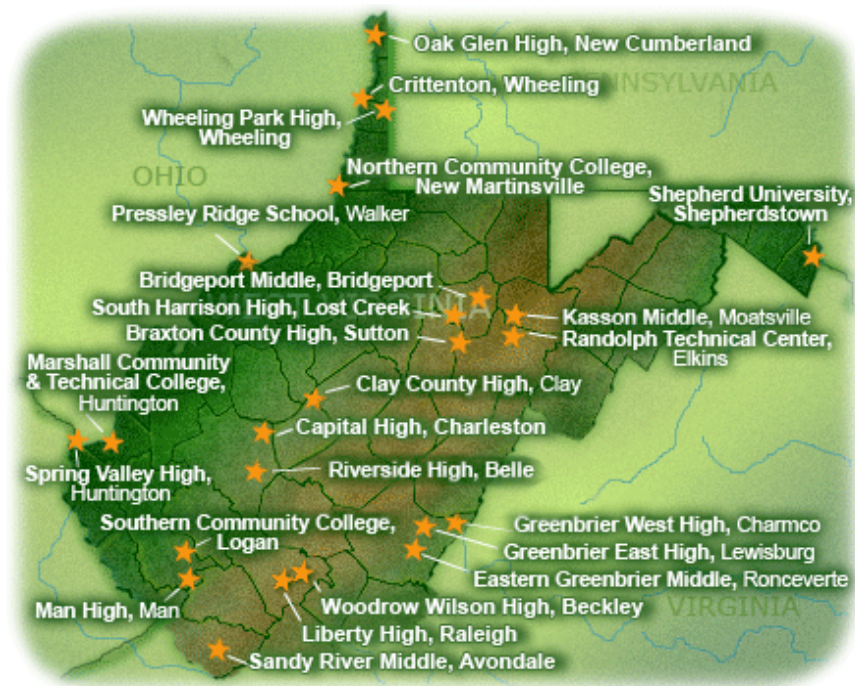 Oak Glen High, New Cumberland
PENNSYLVANIA
Crittenton, Wheeling
Wheeling Park High,
Wheeling
OHIO
Northern Community College,
New Martinsville
Shepherd University,
Shepherdstown
Pressley Ridge School, Walker
Bridgeport Middle, Bridgeport
WEST VIRGINIA
South Harrison High, Lost Creek
Kasson Middle, Moatsville
Braxton County High, Sutton
Randolph Technical Center,
Elkins
Marshall Community
& Technical College,
Huntington
Clay County High, Clay
Capital High, Charleston
Spring Valley High,
Huntington
Riverside High, Belle
Southern Community College,
Logan
Greenbrier West High, Charmco
Greenbrier East High, Lewisburg
Eastern Greenbrier Middle, Ronceverte
Man High, Man
Woodrow Wilson High, Beckley
VIRGINIA
Liberty High, Raleigh
Sandy River Middle, Avondale